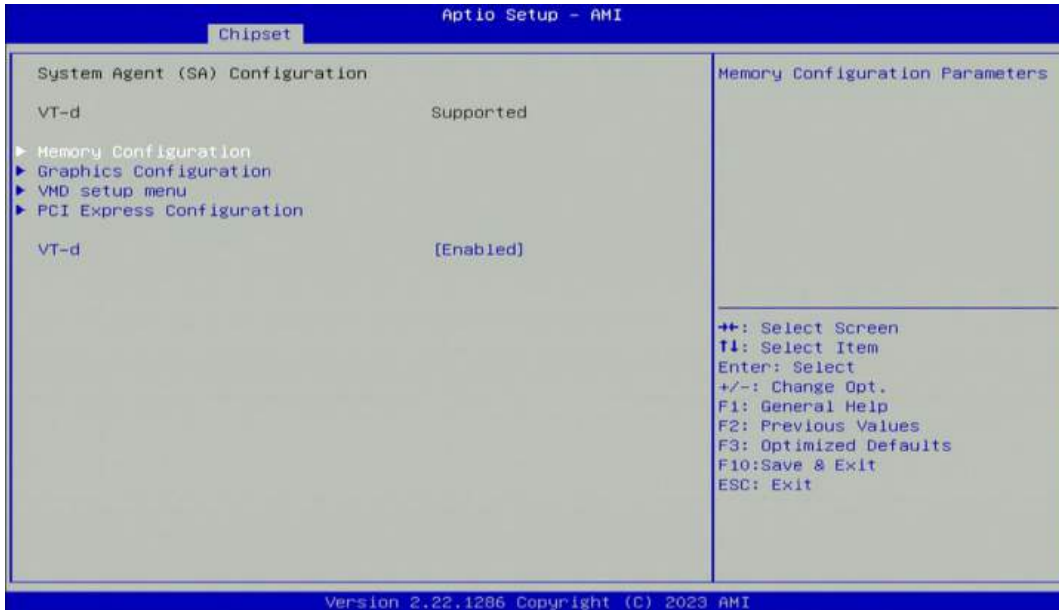 Aptio Setup - AMI
Chipset
System Agent (SA) Configuration
VT-d Supported
► Memory Configuration
► Graphics Configuration
► VMD setup menu
► PCI Express Configuration
VT-d [Enabled]
Memory Configuration Parameters
→←: Select Screen
↑↓: Select Item
Enter: Select
+/-: Change Opt.
F1: General Help
F2: Previous Values
F3: Optimized Defaults
F10:Save & Exit
ESC: Exit
Version 2.22.1286 Copyright (C) 2023 AMI